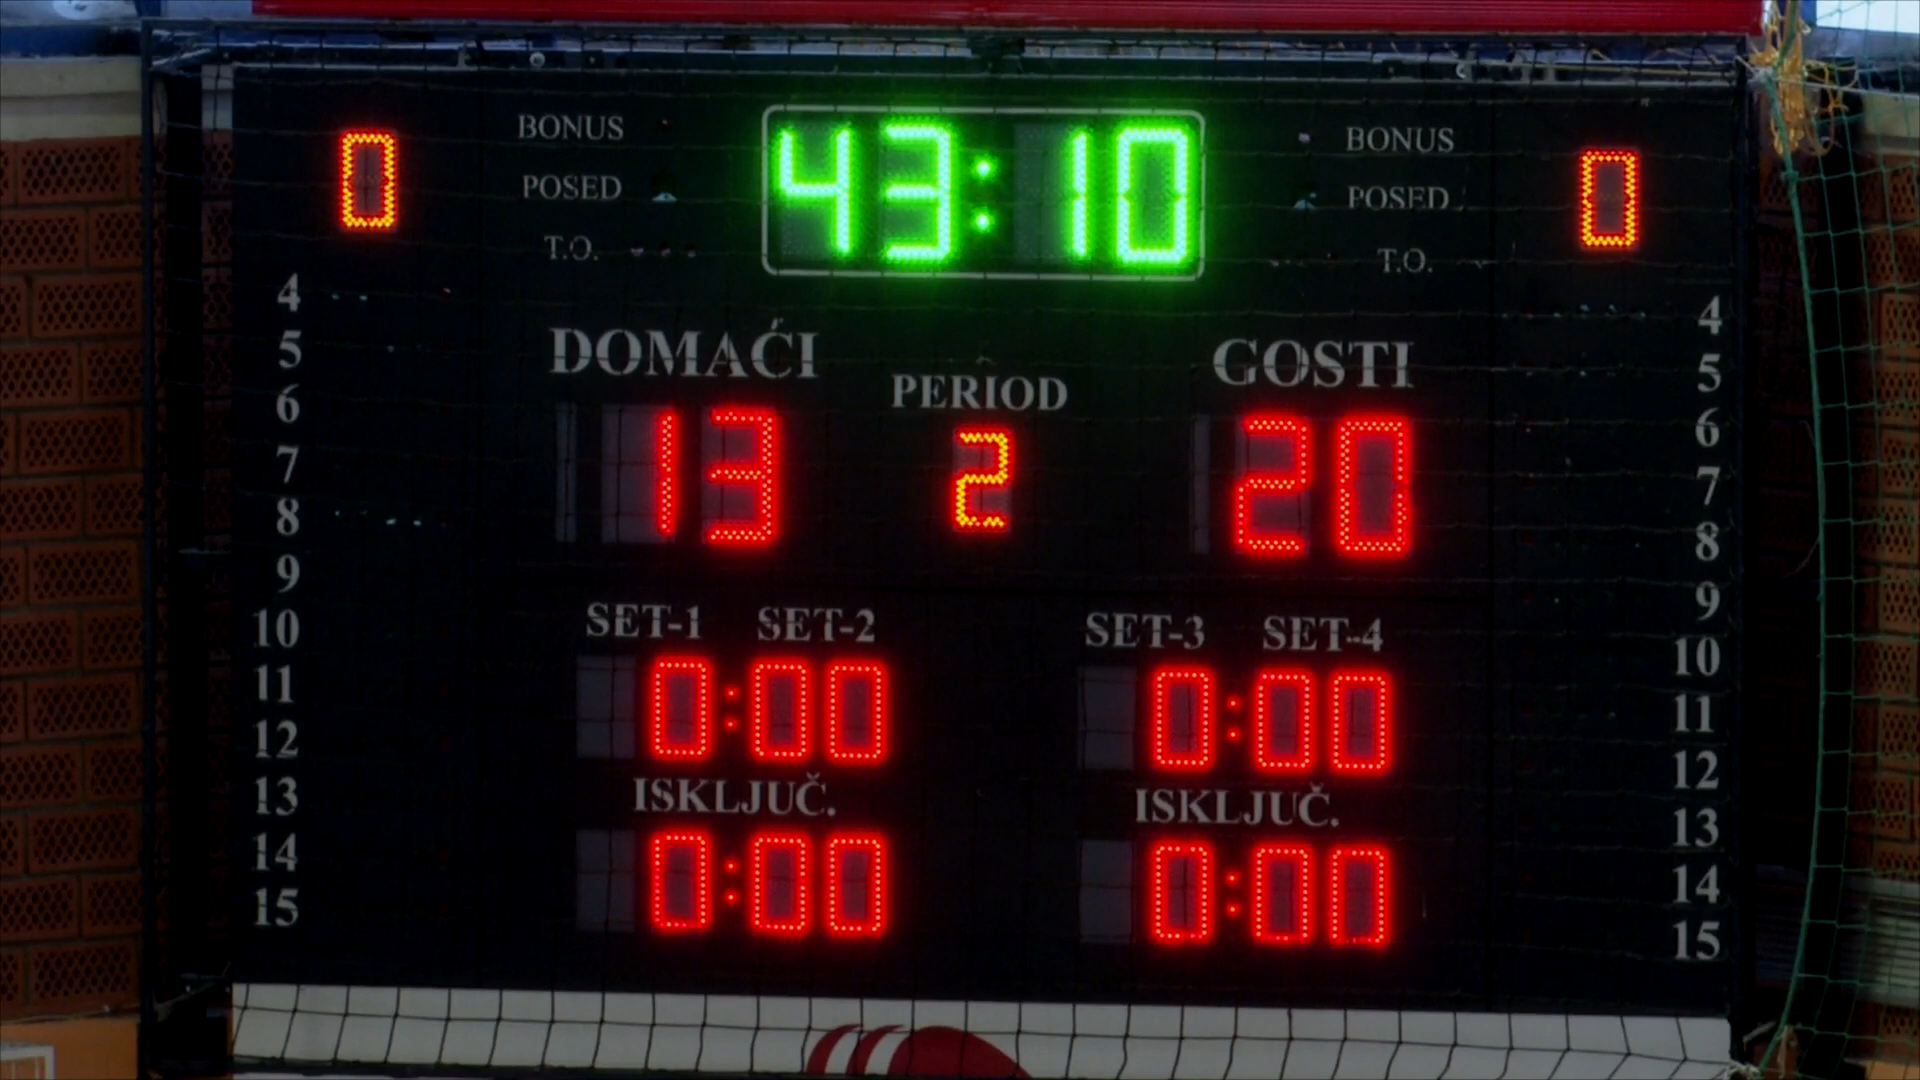 0 BONUS 43:10 BONUS 0
POSED POSED
T.O. T.O.
4 4
DOMAĆI GOSTI
5 PERIOD 5
6 6
13 2 20
7 7
8 8
9 9
SET-1 SET-2 SET-3 SET-4
10 10
0:00 0:00
11 11
12 12
ISKLJUČ. ISKLJUČ.
13 13
0:00 0:00
14 14
15 15